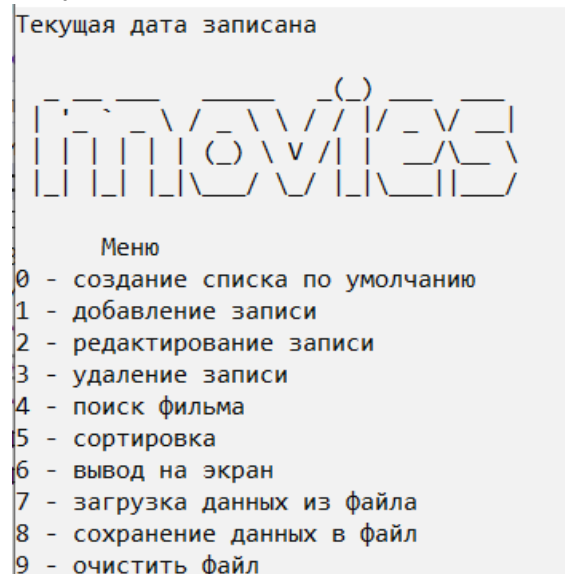 Текущая дата записана
movies
Меню
0 - создание списка по умолчанию
1 - добавление записи
2 - редактирование записи
3 - удаление записи
4 - поиск фильма
5 - сортировка
6 - вывод на экран
7 - загрузка данных из файла
8 - сохранение данных в файл
9 - очистить файл